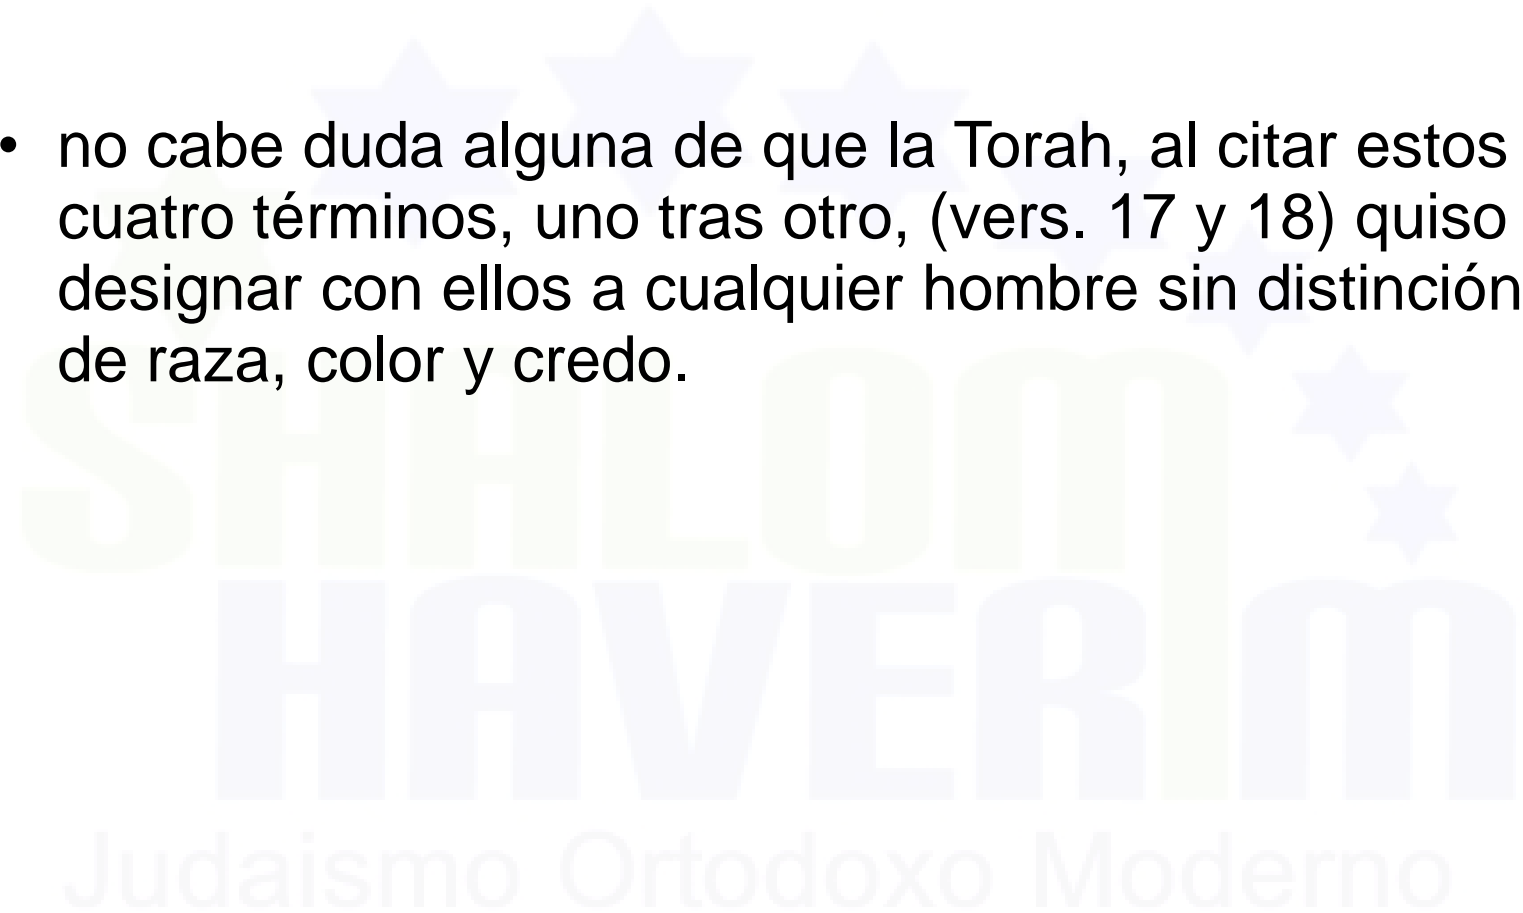 • no cabe duda alguna de que la Torah, al citar estos
cuatro términos, uno tras otro, (vers. 17 y 18) quiso
designar con ellos a cualquier hombre sin distinción
de raza, color y credo.
SHALOM
HAVERIM
Judaismo Ortodoxo Moderno